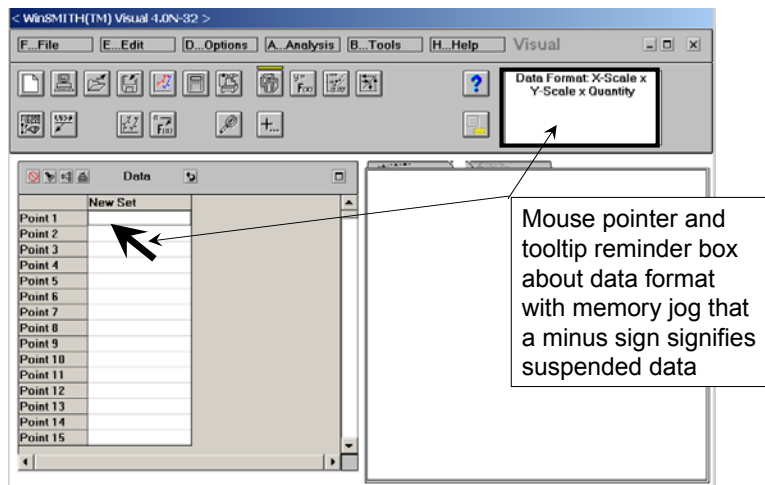 < WinSMITH(TM) Visual 4.0N-32 >
F...File E...Edit D...Options A...Analysis B...Tools H...Help Visual
Data Format: X-Scale x
Y-Scale x Quantity
Data
New Set
Point 1
Point 2
Point 3
Point 4
Point 5
Point 6
Point 7
Point 8
Point 9
Point 10
Point 11
Point 12
Point 13
Point 14
Point 15
Mouse pointer and
tooltip reminder box
about data format
with memory jog that
a minus sign signifies
suspended data